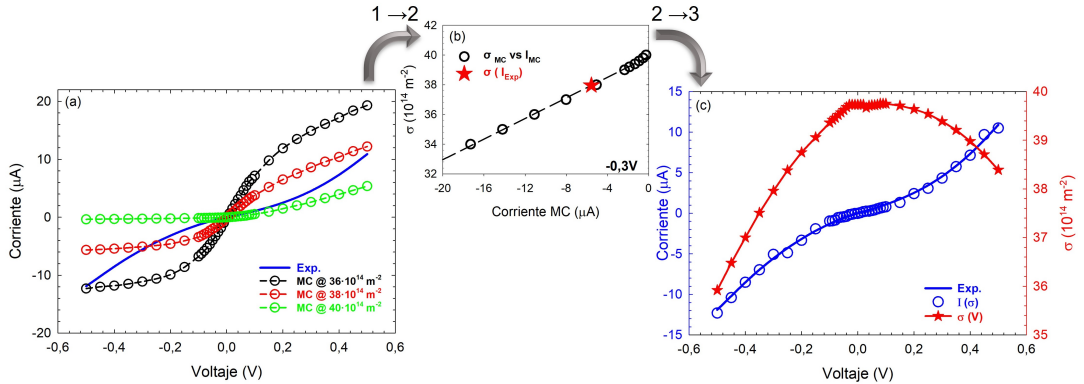 1 →2
2 →3
(a)
Corriente (μA)
20
10
0
-10
-20
Exp.
MC @ 36·10¹⁴ m⁻²
MC @ 38·10¹⁴ m⁻²
MC @ 40·10¹⁴ m⁻²
-0,6 -0,4 -0,2 0,0 0,2 0,4 0,6
Voltaje (V)
(b)
σ (10¹⁴ m⁻²)
42
40
38
36
34
32
σ MC vs I MC
σ ( I Exp)
-0,3V
-20 -16 -12 -8 -4 0
Corriente MC (μA)
(c)
Corriente (μA)
15
10
5
0
-5
-10
-15
Exp.
I (σ)
σ (V)
-0,6 -0,4 -0,2 0,0 0,2 0,4 0,6
Voltaje (V)
40
39
38
37
36
35
σ (10¹⁴ m⁻²)